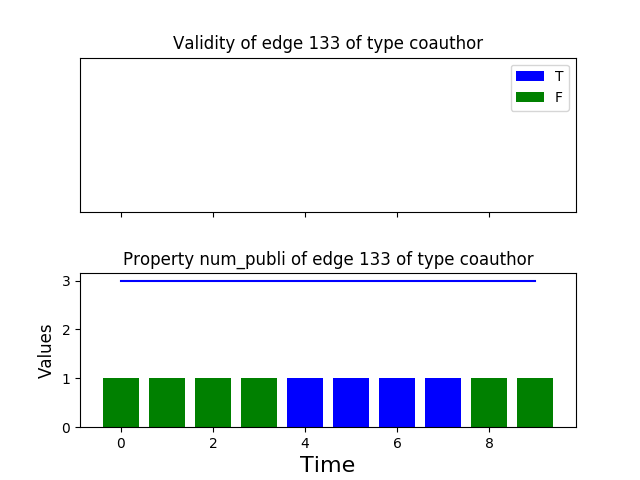 Validity of edge 133 of type coauthor
T
F
Property num_publi of edge 133 of type coauthor
3
2
1
0
Values
0 2 4 6 8
Time